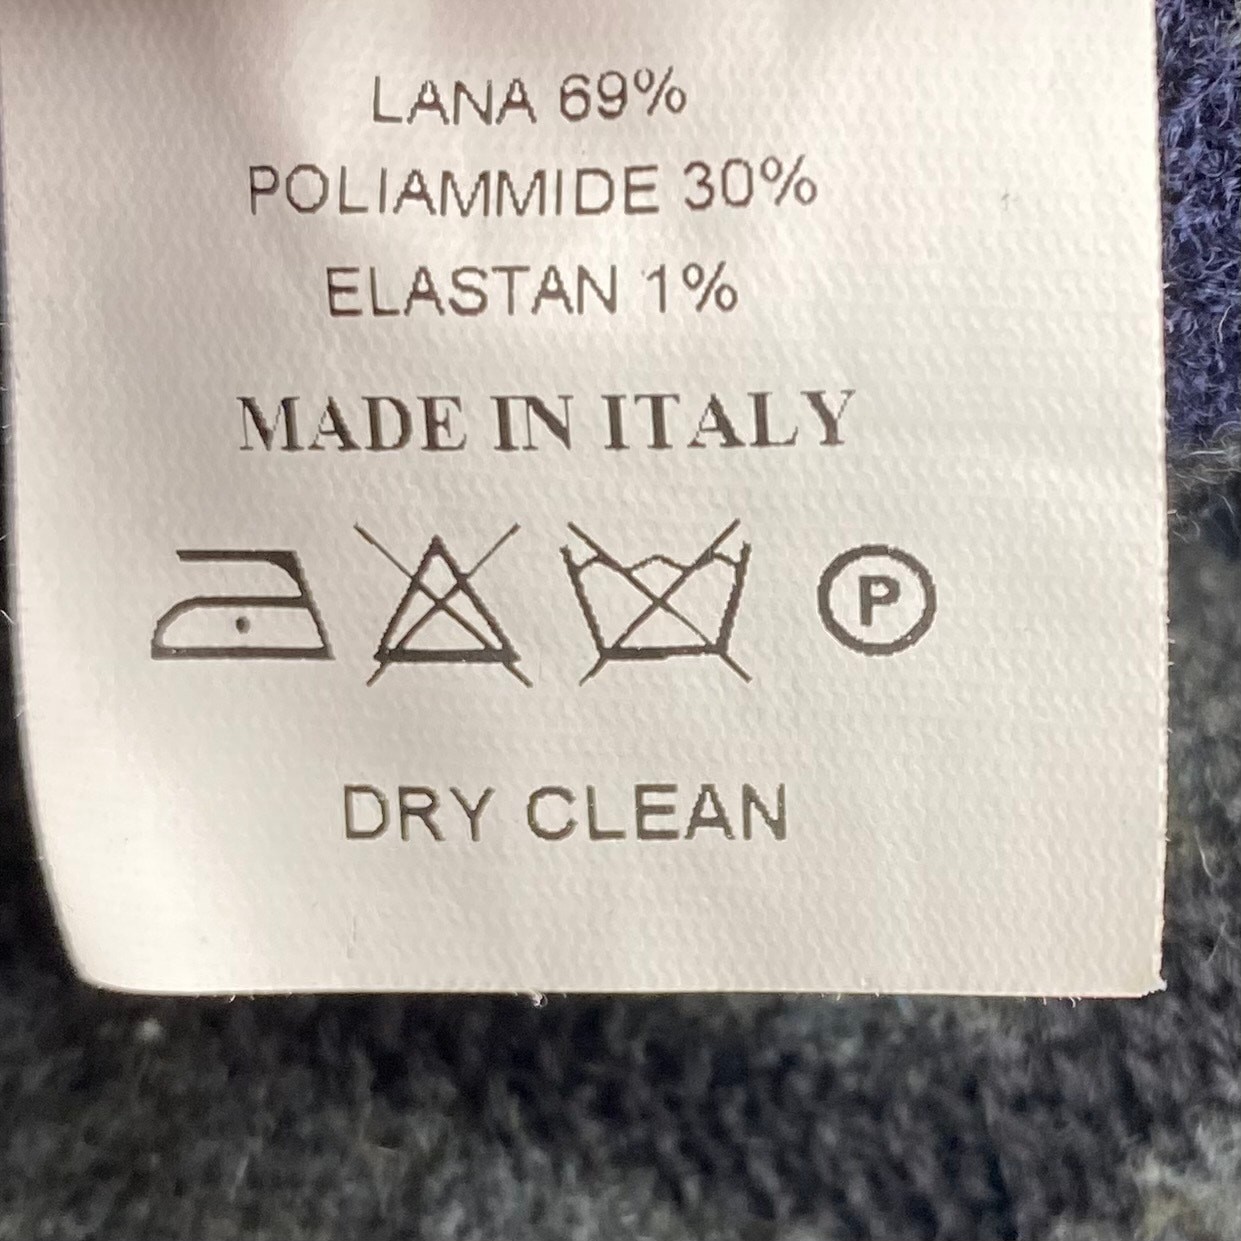 LANA 69%
POLIAMMIDE 30%
ELASTAN 1%
MADE IN ITALY
P
DRY CLEAN